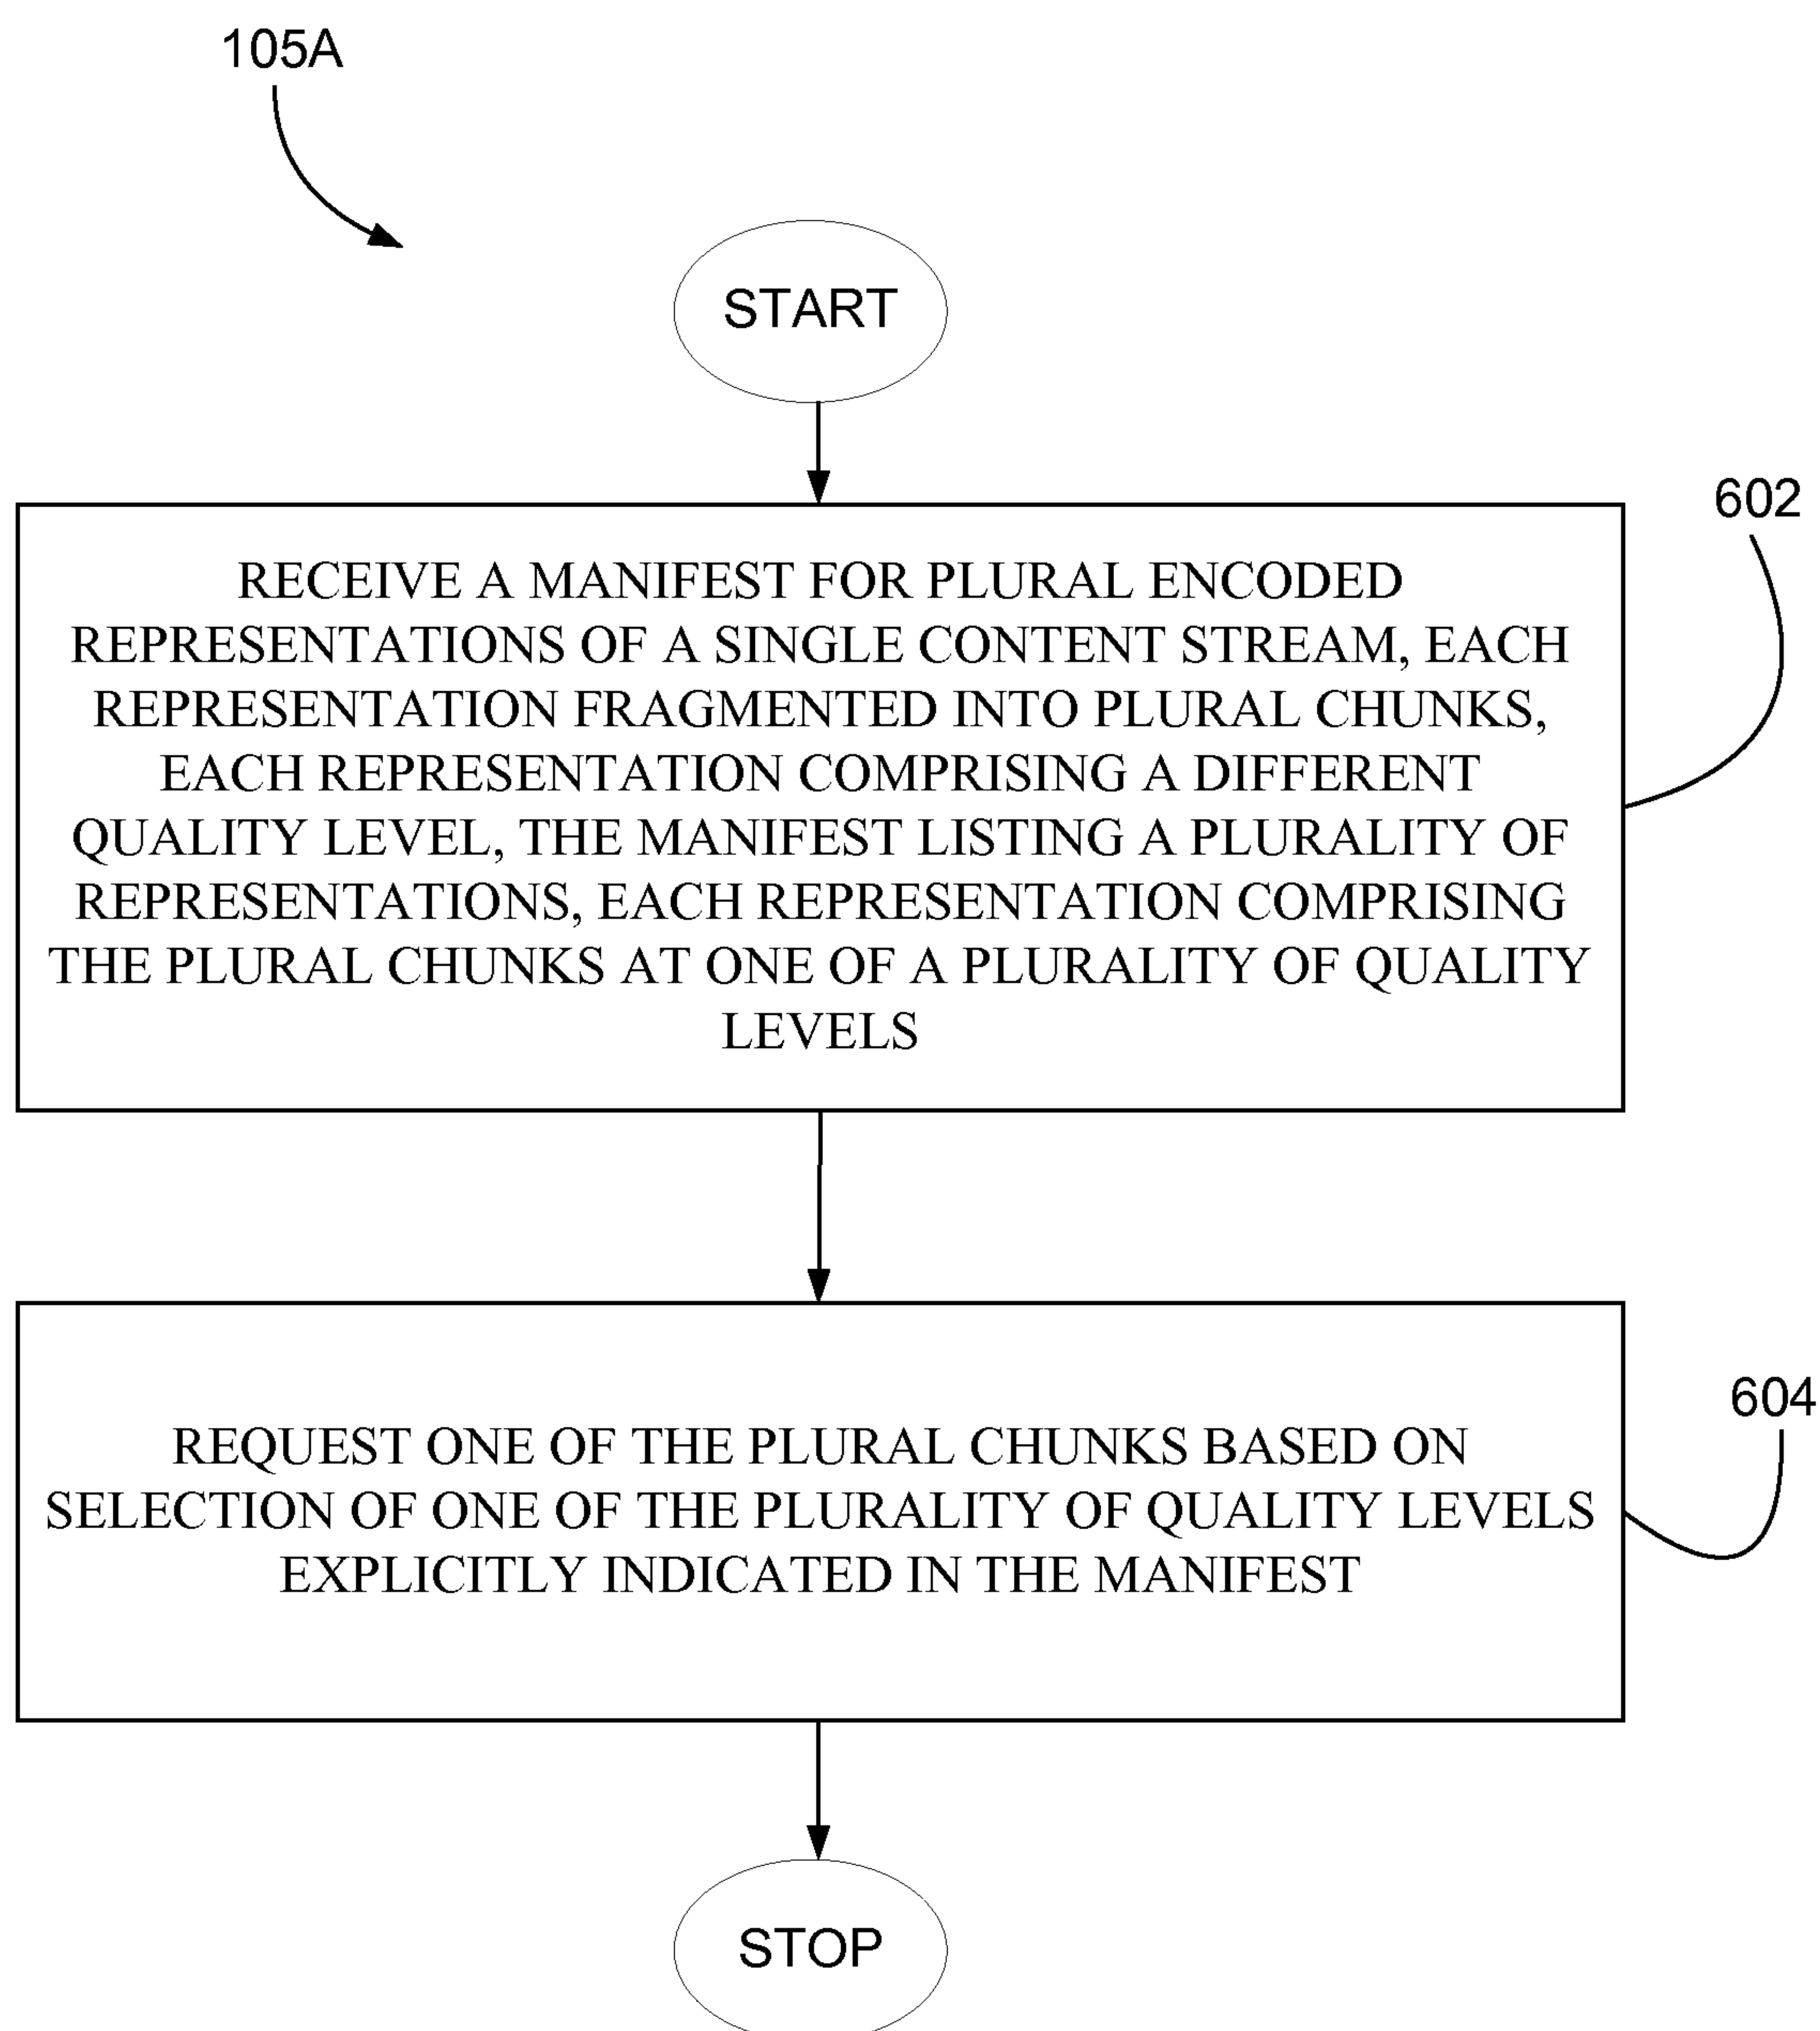 105A
START
602
RECEIVE A MANIFEST FOR PLURAL ENCODED
REPRESENTATIONS OF A SINGLE CONTENT STREAM, EACH
REPRESENTATION FRAGMENTED INTO PLURAL CHUNKS,
EACH REPRESENTATION COMPRISING A DIFFERENT
QUALITY LEVEL, THE MANIFEST LISTING A PLURALITY OF
REPRESENTATIONS, EACH REPRESENTATION COMPRISING
THE PLURAL CHUNKS AT ONE OF A PLURALITY OF QUALITY
LEVELS
604
REQUEST ONE OF THE PLURAL CHUNKS BASED ON
SELECTION OF ONE OF THE PLURALITY OF QUALITY LEVELS
EXPLICITLY INDICATED IN THE MANIFEST
STOP